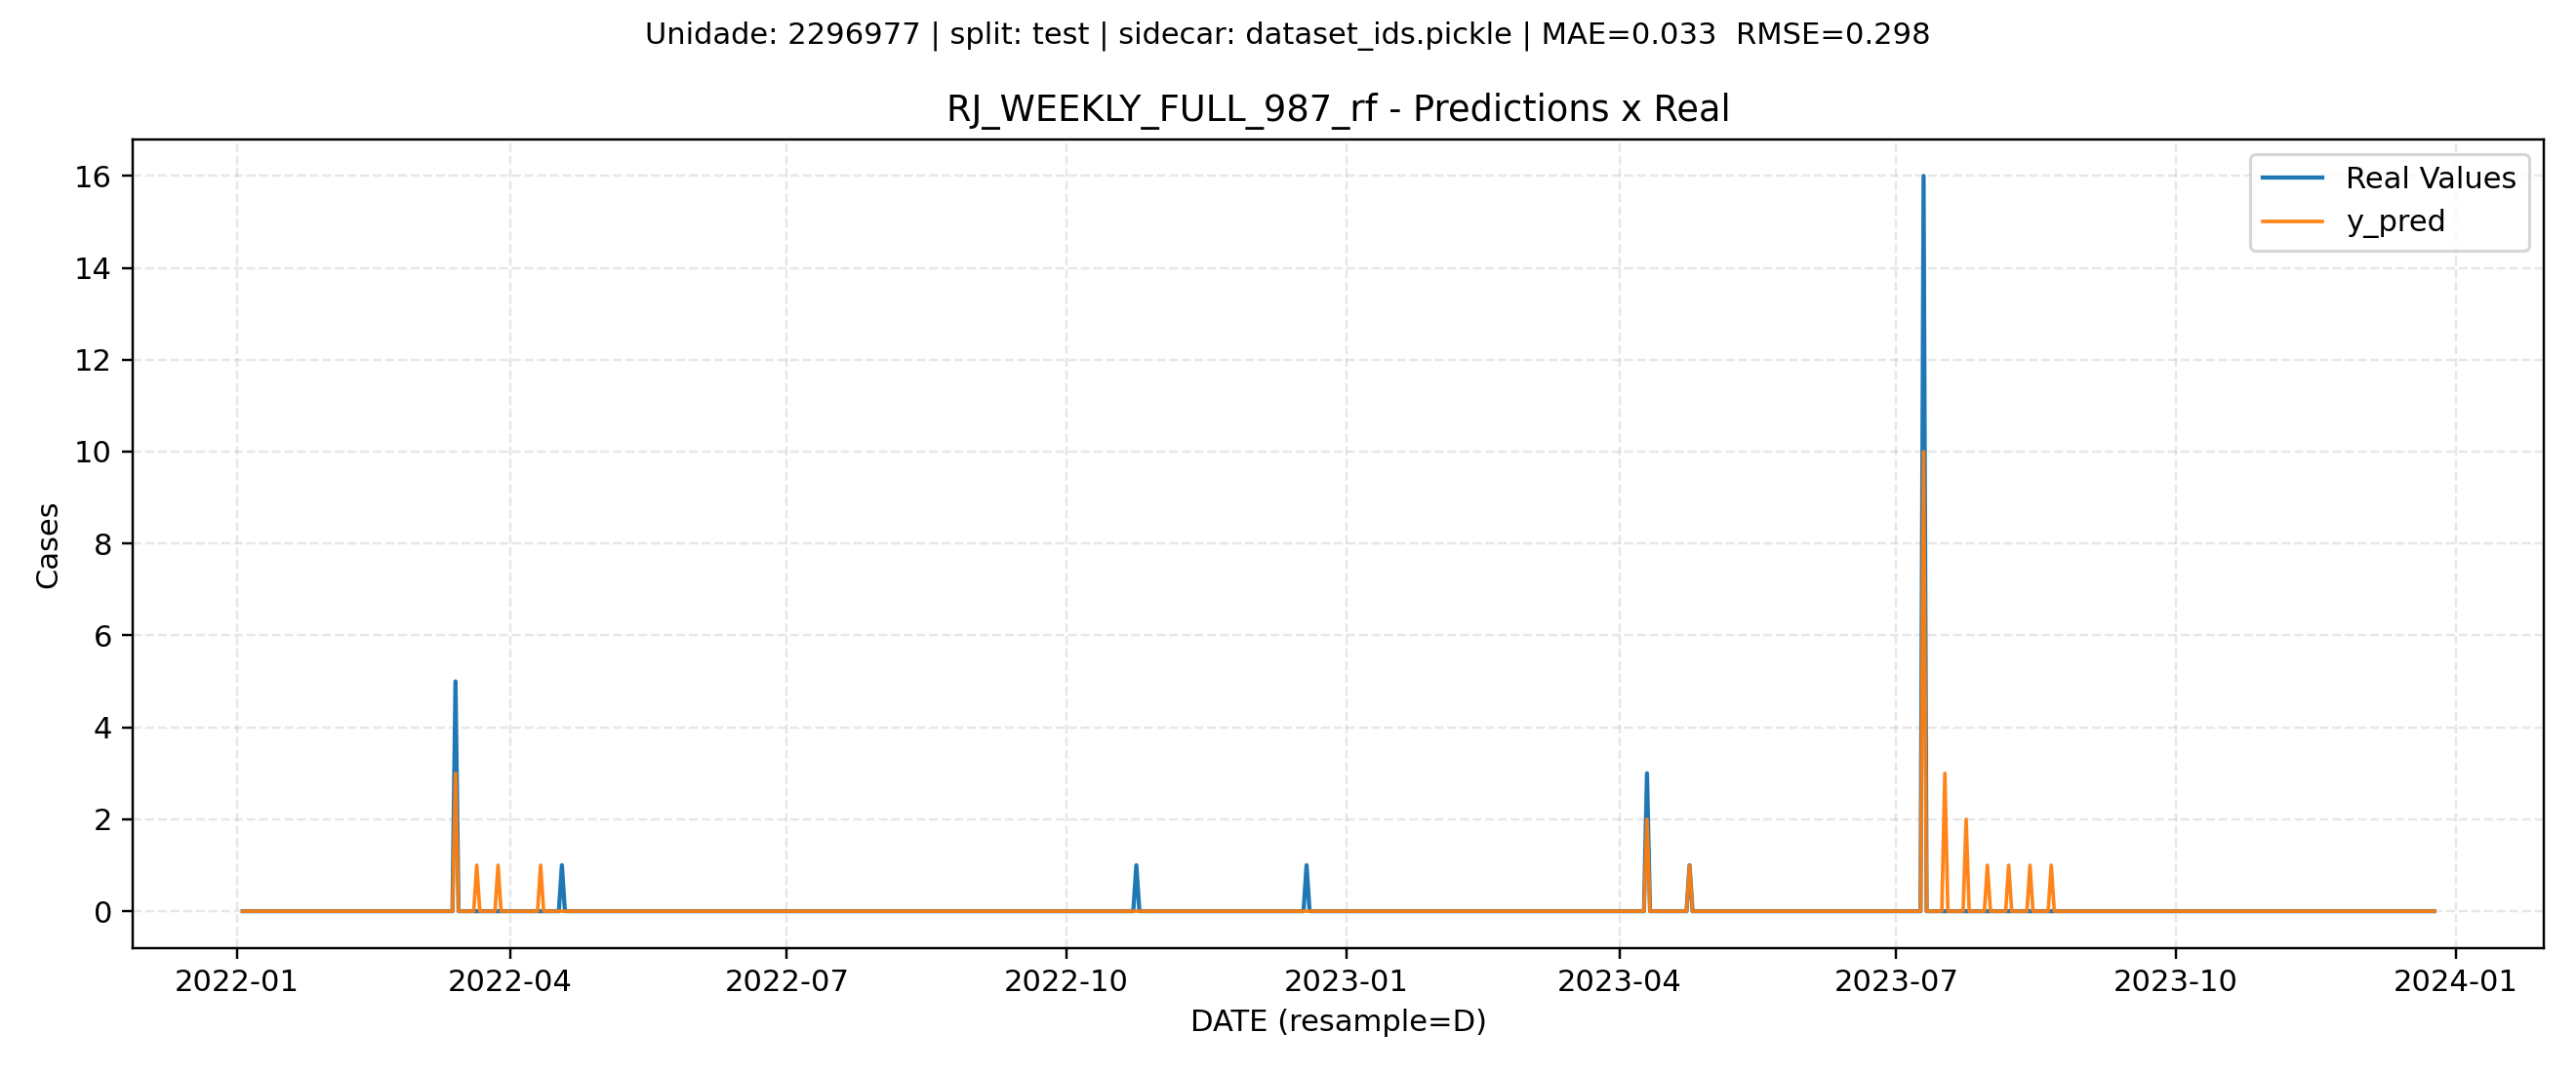 Unidade: 2296977 | split: test | sidecar: dataset_ids.pickle | MAE=0.033  RMSE=0.298
RJ_WEEKLY_FULL_987_rf - Predictions x Real
Real Values
y_pred
16
14
12
10
8
6
4
2
0
Cases
2022-01 2022-04 2022-07 2022-10 2023-01 2023-04 2023-07 2023-10 2024-01
DATE (resample=D)